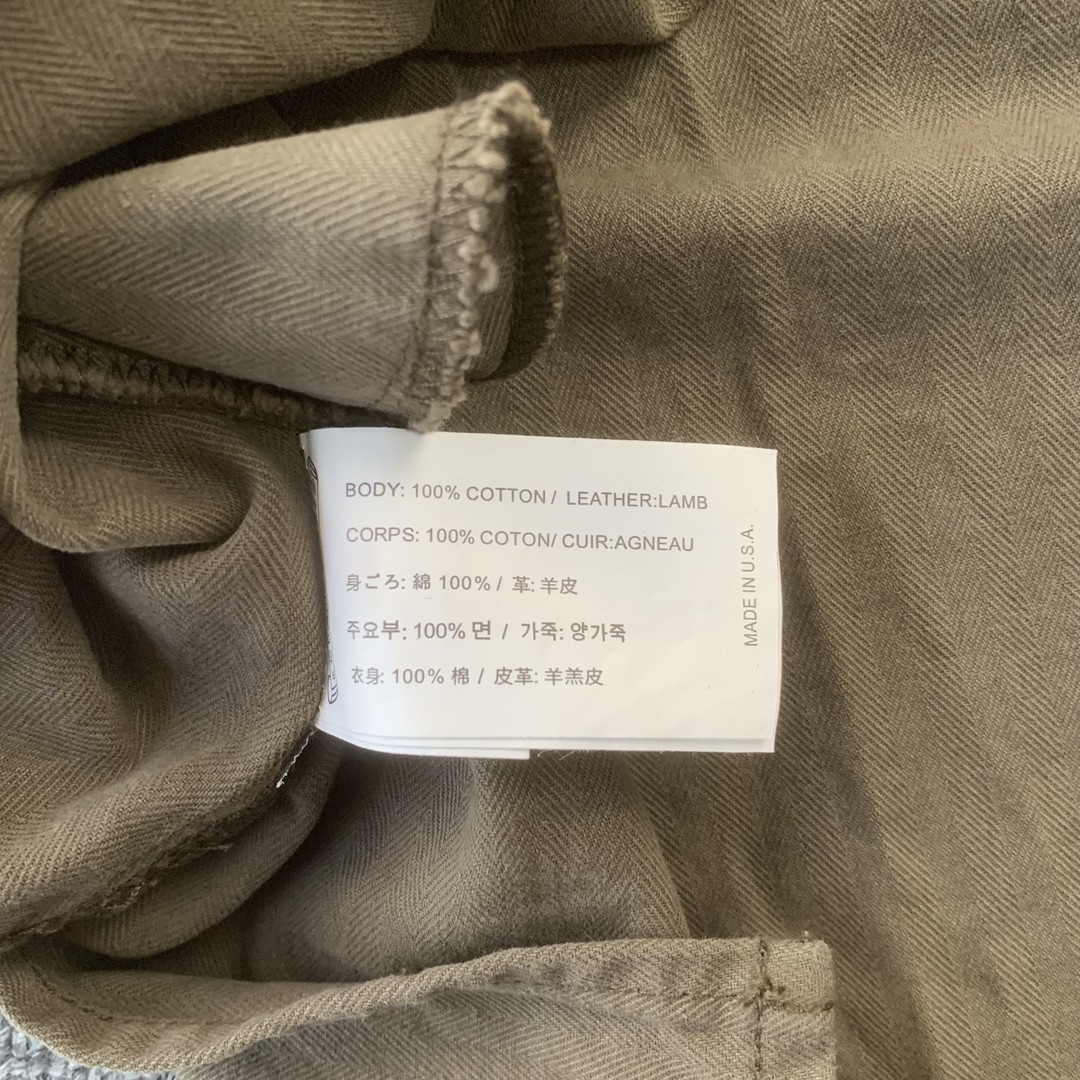 BODY: 100% COTTON / LEATHER:LAMB
CORPS: 100% COTON/ CUIR:AGNEAU
身ごろ: 綿 100% / 革: 羊皮
주요부: 100% 면 / 가죽: 양가죽
衣身: 100% 棉 / 皮革: 羊羔皮
MADE IN U.S.A.